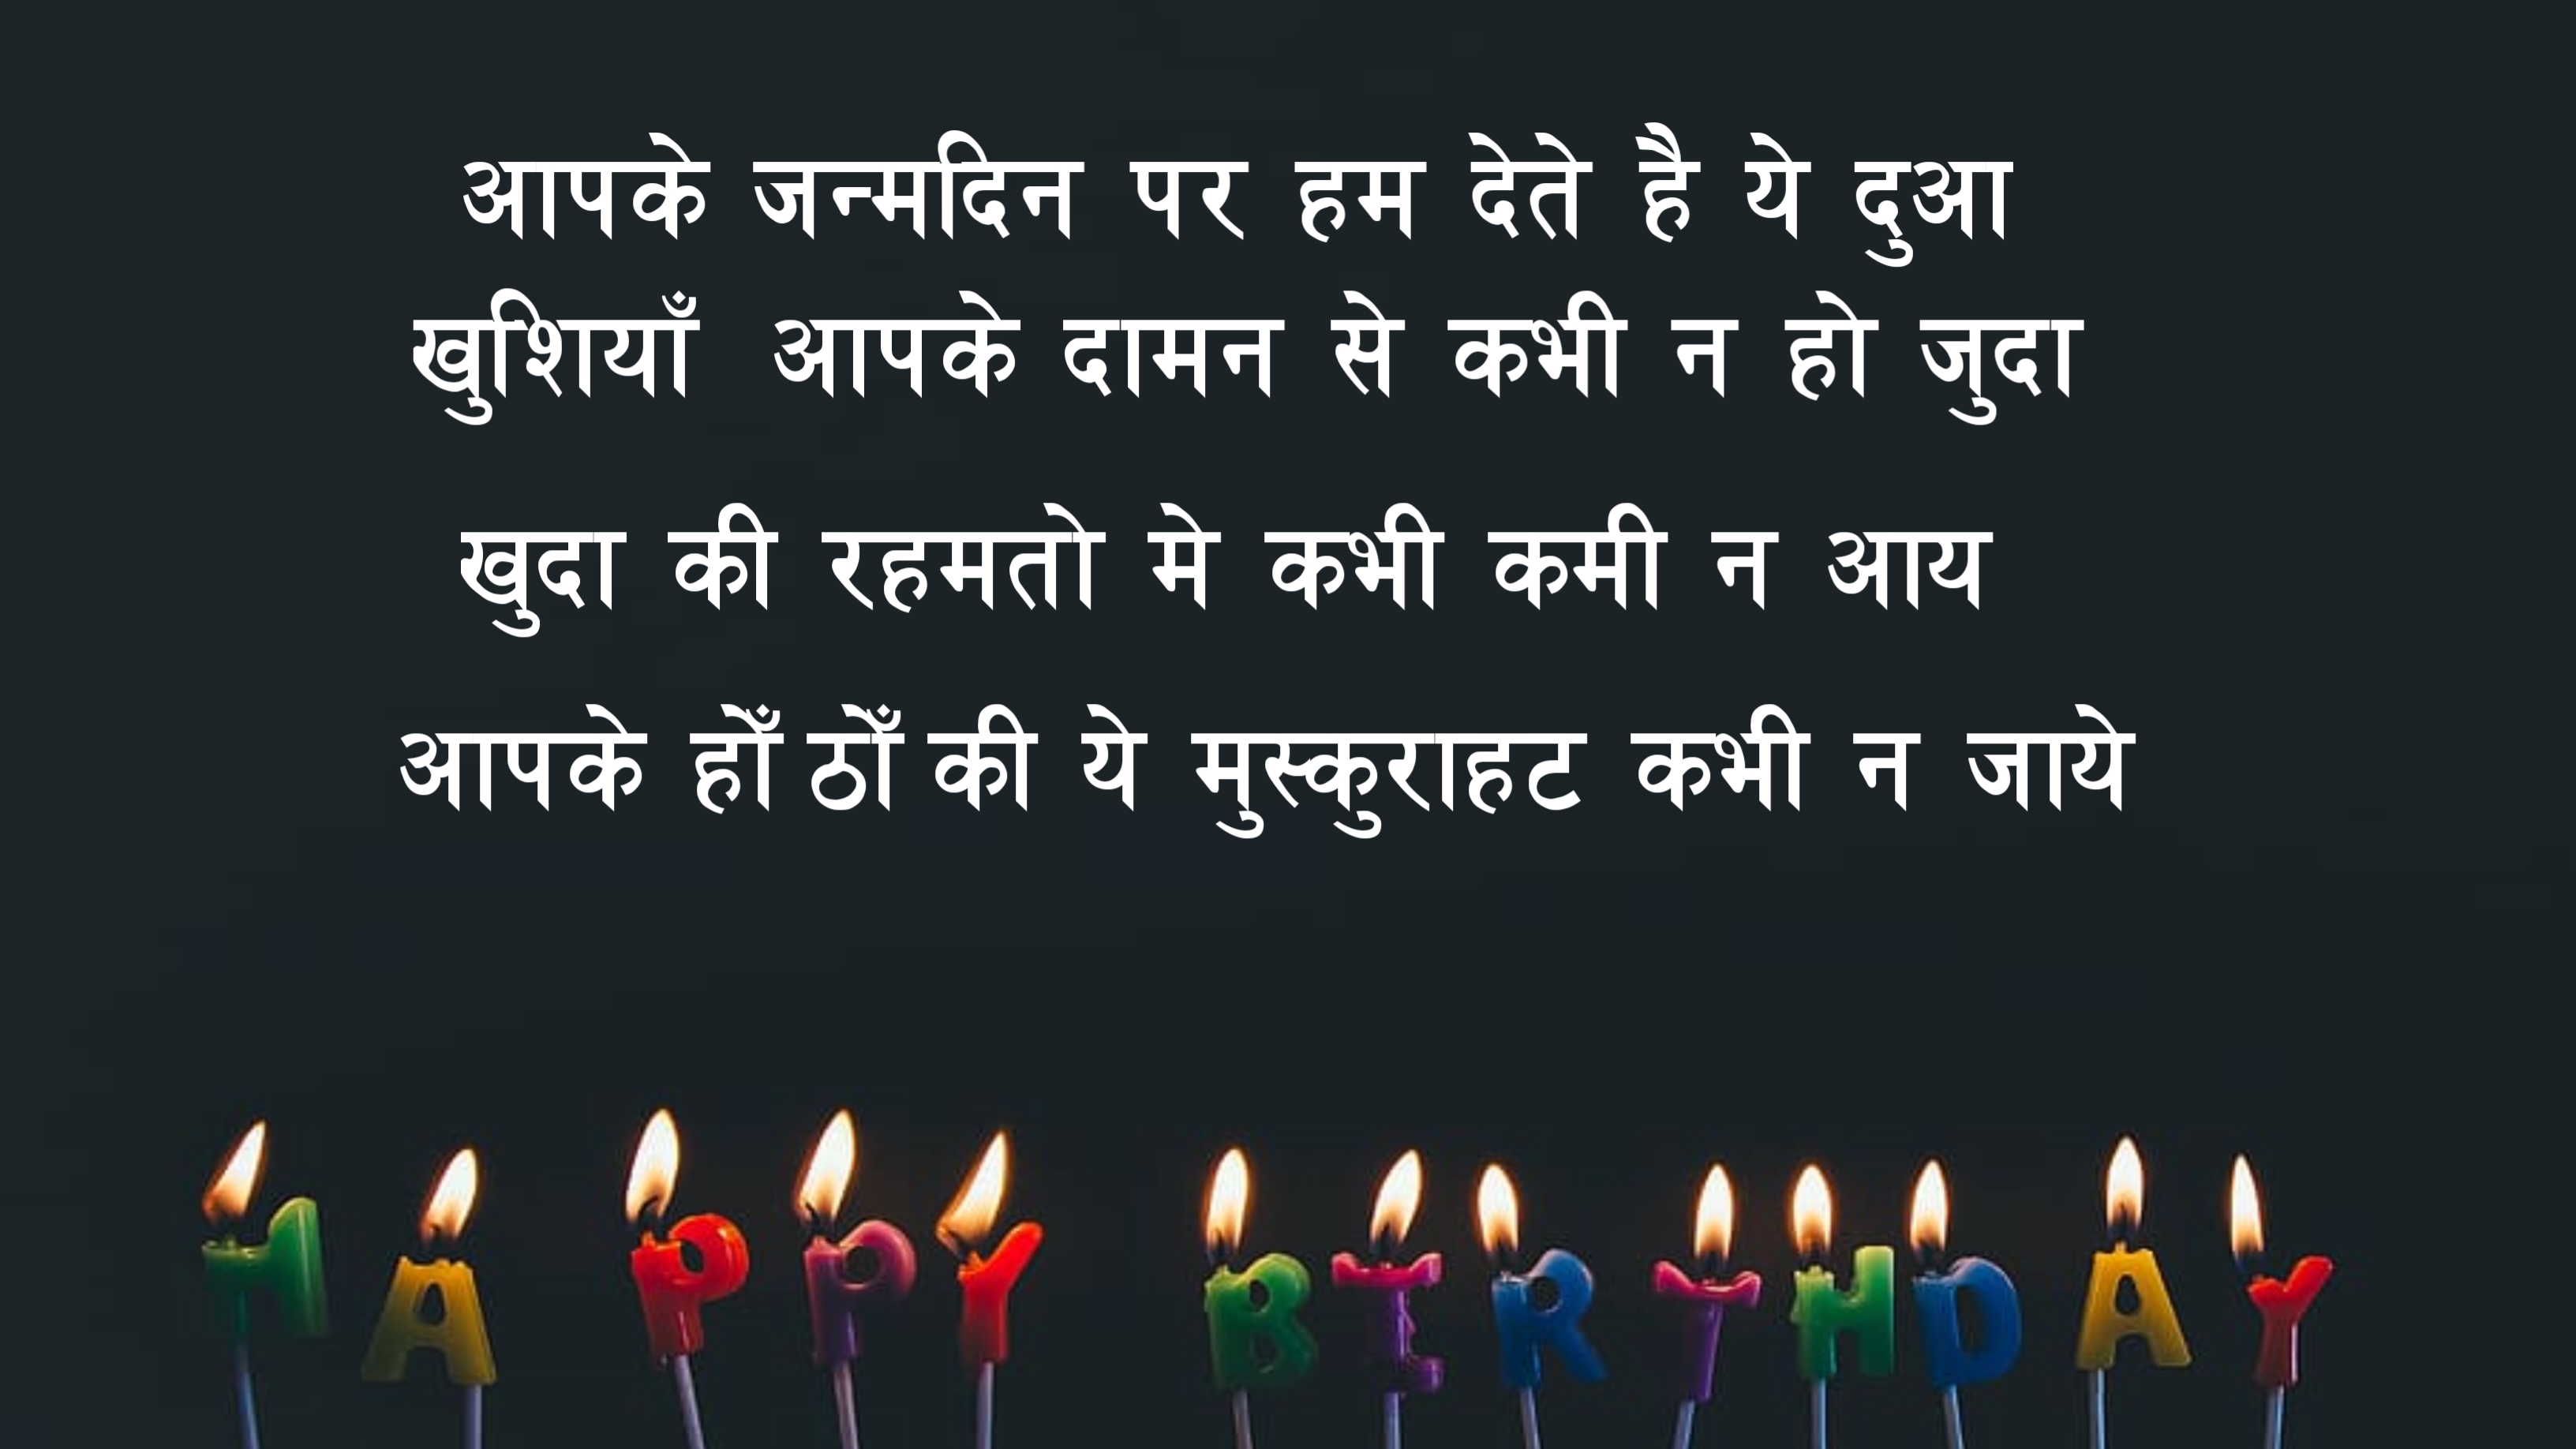 आपके जन्मदिन पर हम देते है ये दुआ
खुशियाँ आपके दामन से कभी न हो जुदा
खुदा की रहमतो मे कभी कमी न आय
आपके हाँेठाँे की ये मुस्कुराहट कभी न जाये
HAPPY BIRTHDAY